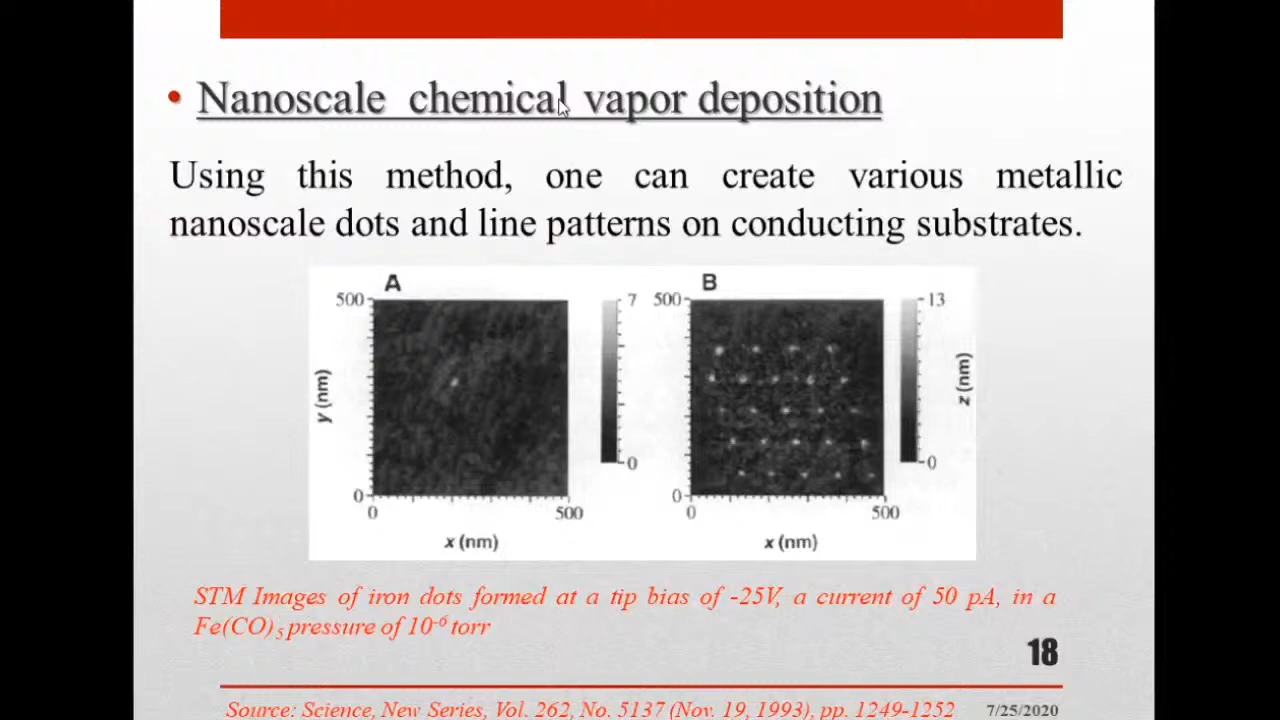 • Nanoscale chemical vapor deposition
Using this method, one can create various metallic
nanoscale dots and line patterns on conducting substrates.
A
B
500
7
500
13
y (nm)
z (nm)
0
0
0
0
0
500
0
500
x (nm)
x (nm)
STM Images of iron dots formed at a tip bias of -25V, a current of 50 pA, in a
Fe(CO)5 pressure of 10-6 torr
18
Source: Science, New Series, Vol. 262, No. 5137 (Nov. 19, 1993), pp. 1249-1252
7/25/2020